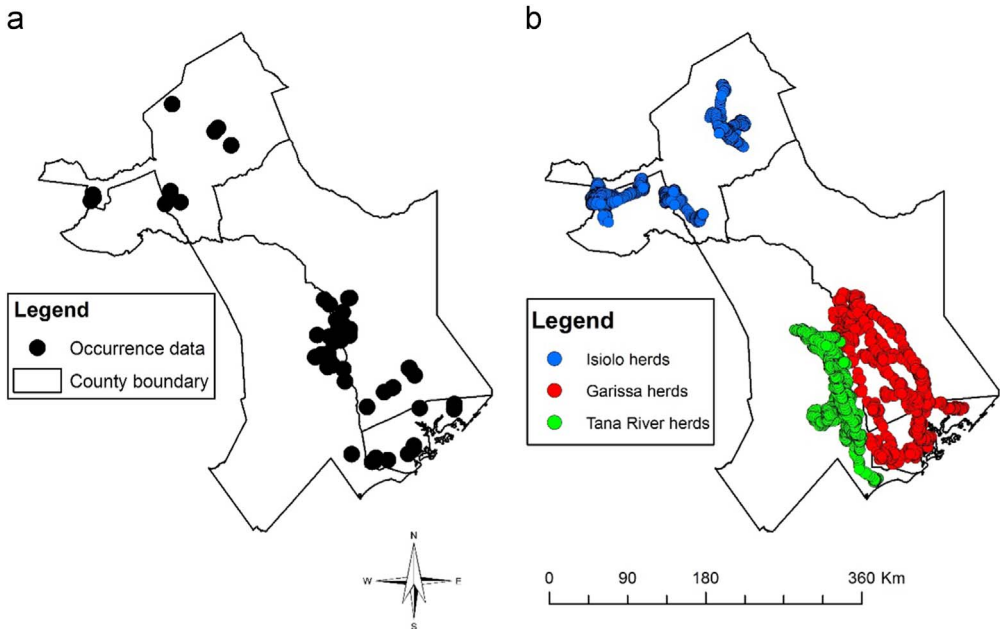 a
b
Legend
Occurrence data
County boundary
Legend
Isiolo herds
Garissa herds
Tana River herds
N
W
E
S
0
90
180
360 Km